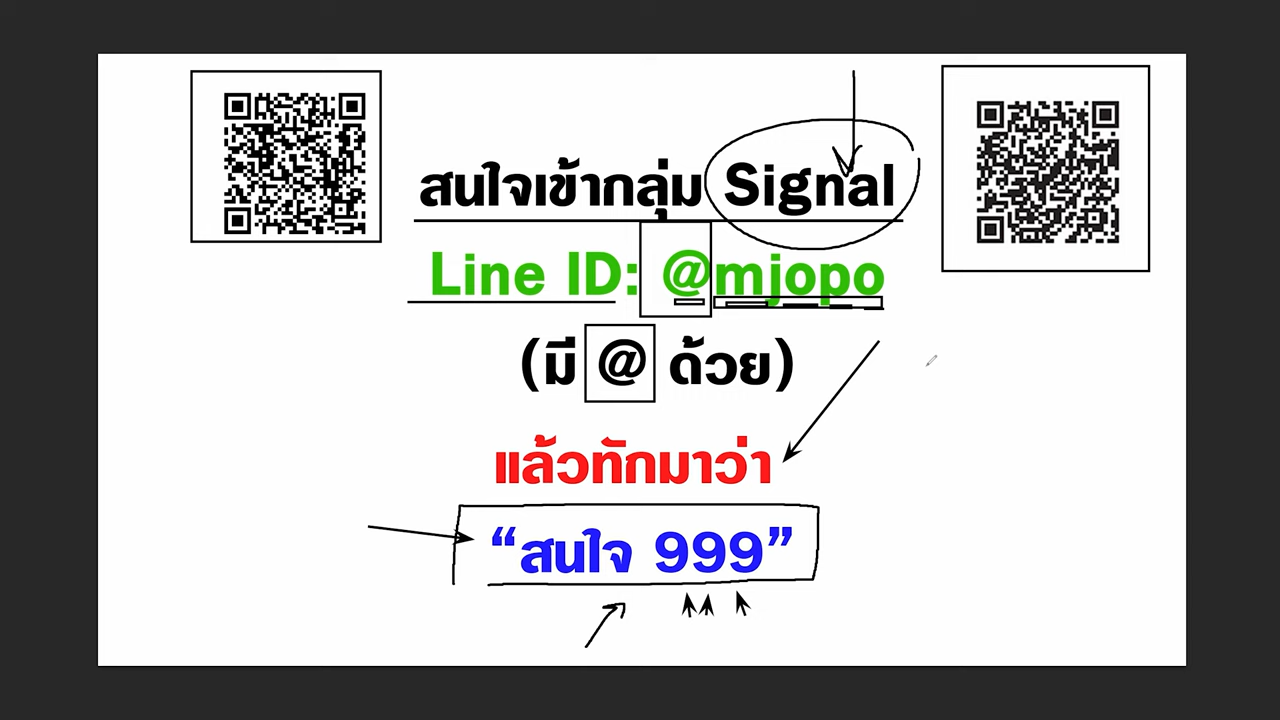 สนใจเข้ากลุ่ม Signal
Line ID: @mjopo
(มี @ ด้วย)
แล้วทักมาว่า
“สนใจ 999”